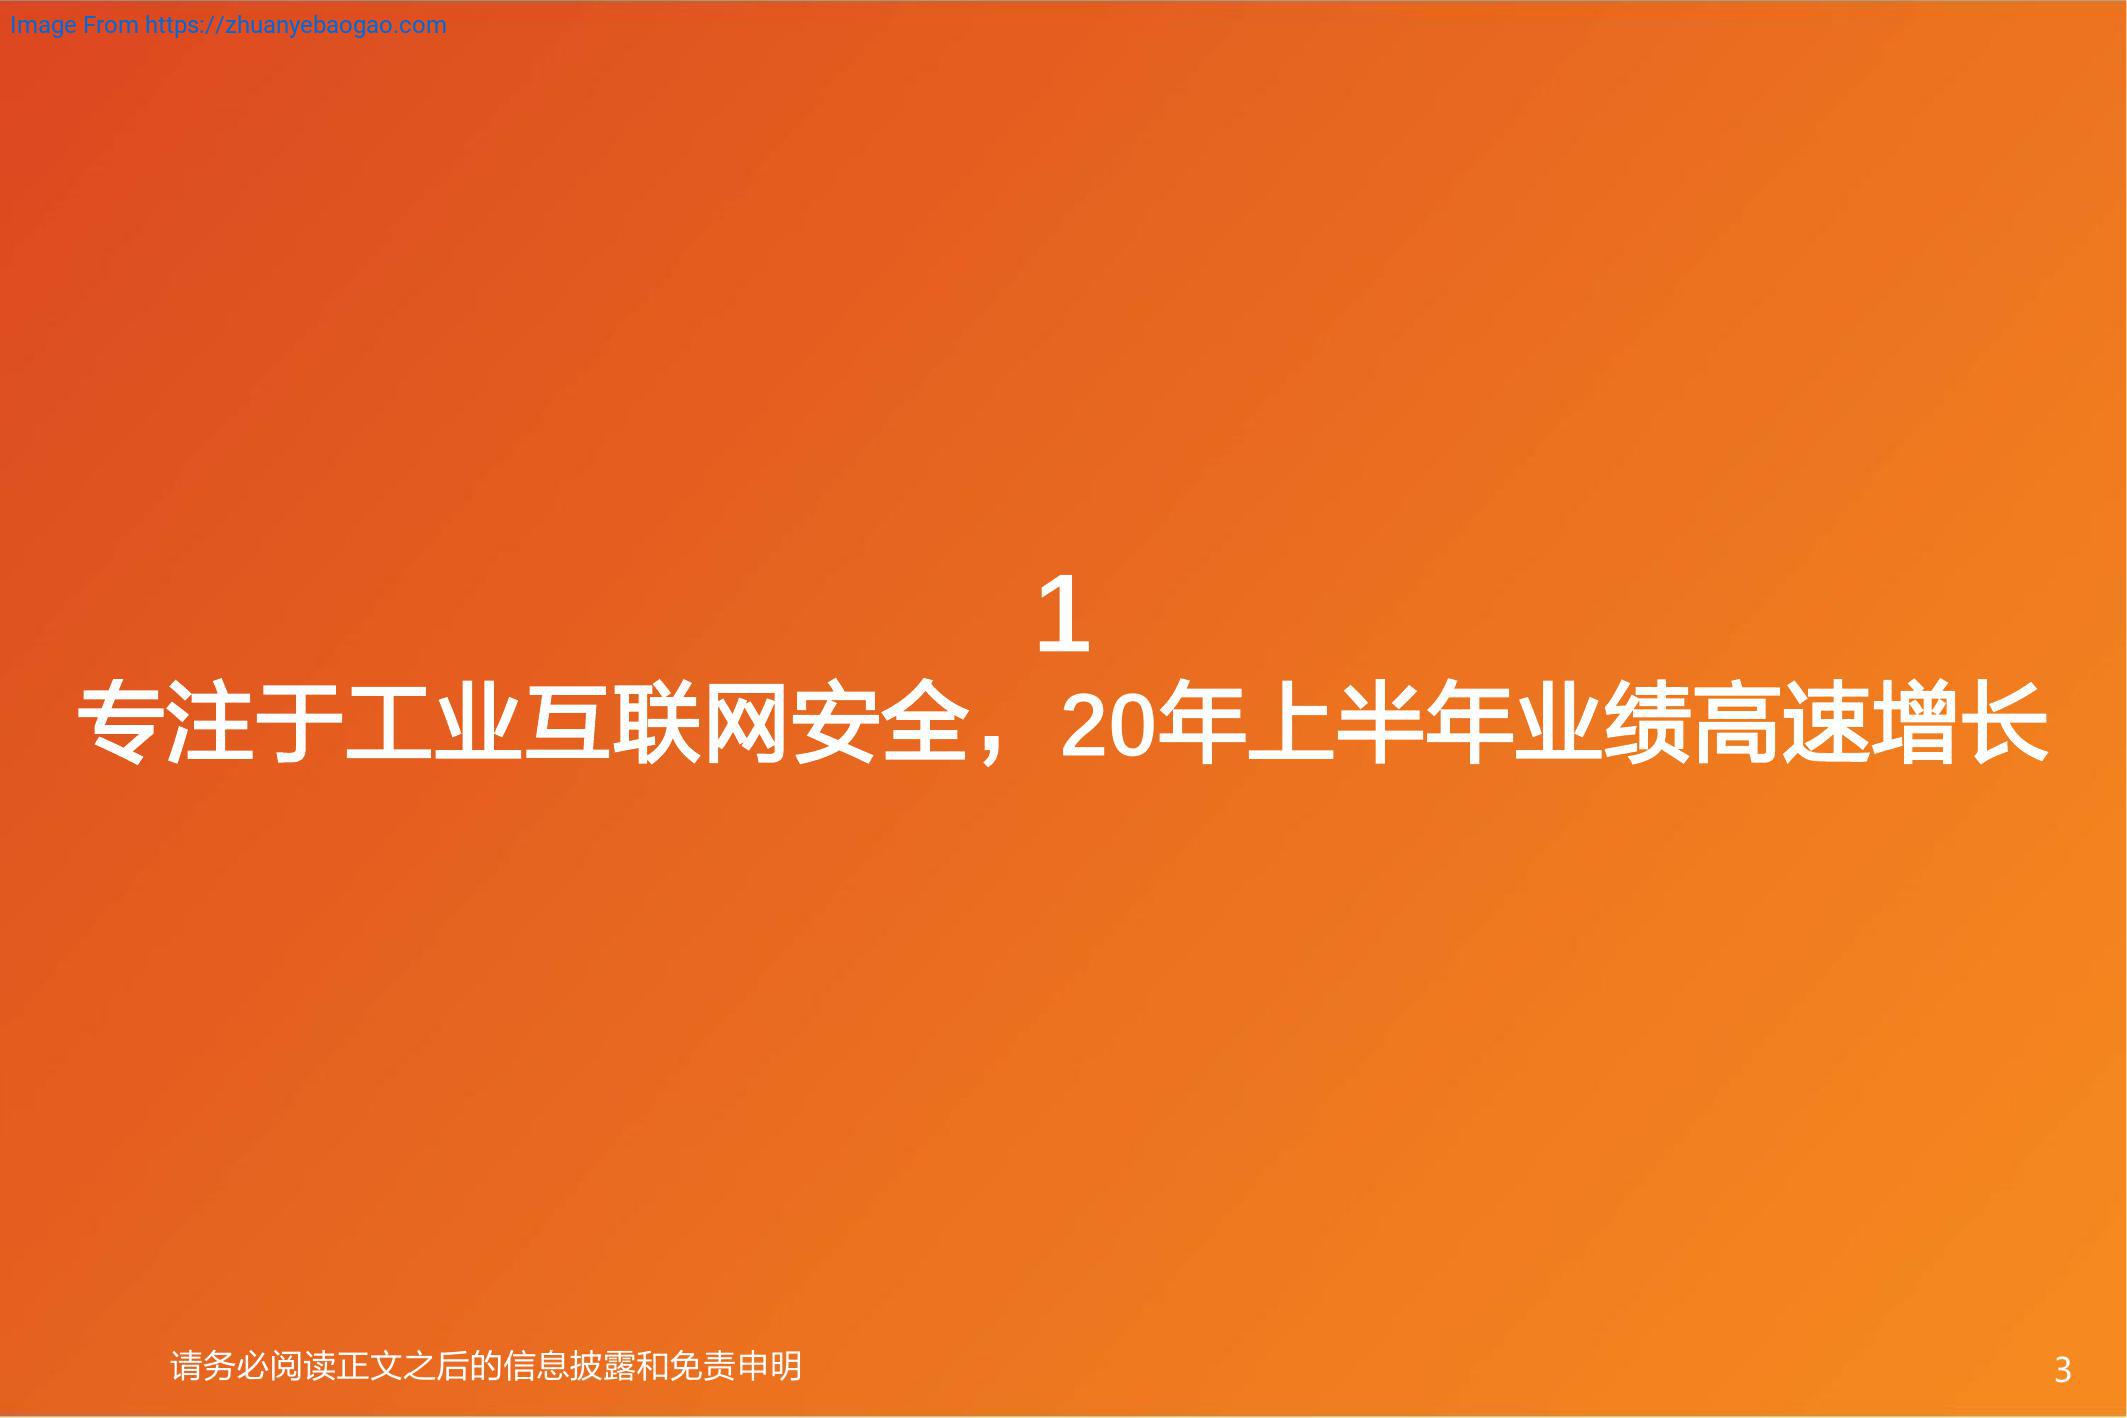 Image From https://zhuanyebaogao.com
1
专注于工业互联网安全，20年上半年业绩高速增长
请务必阅读正文之后的信息披露和免责申明
3